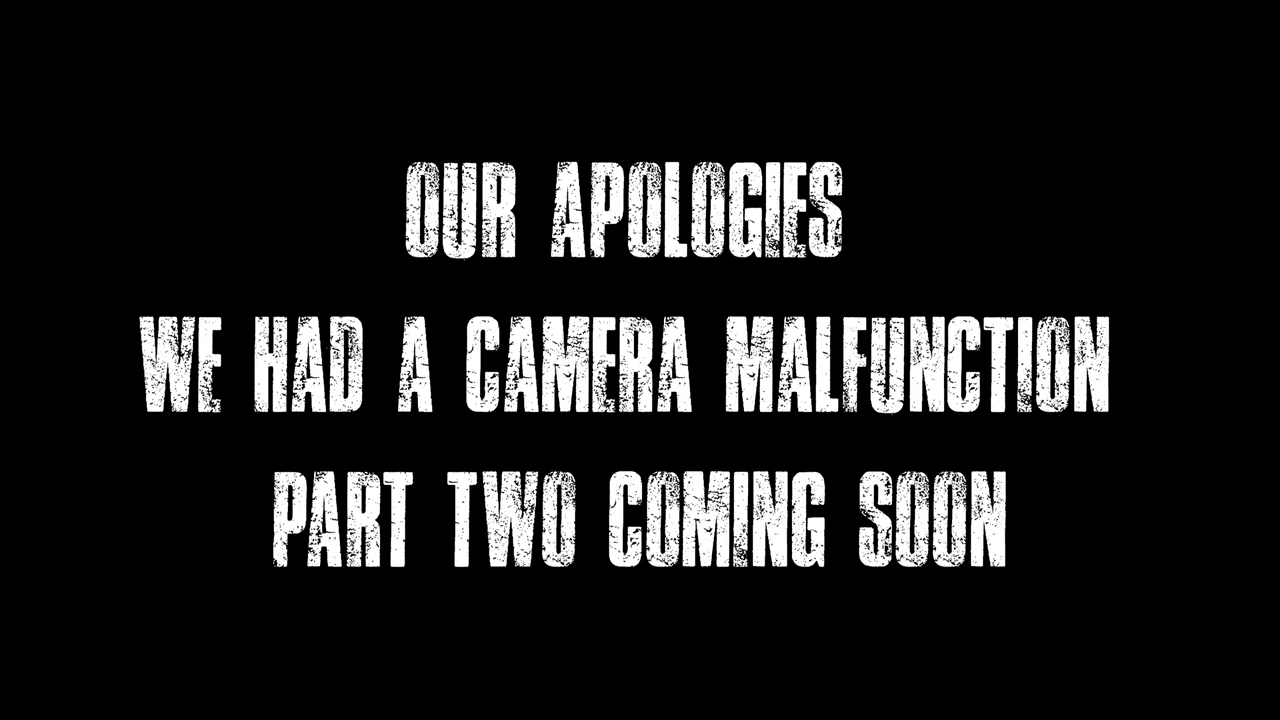 OUR APOLOGIES
WE HAD A CAMERA MALFUNCTION
PART TWO COMING SOON